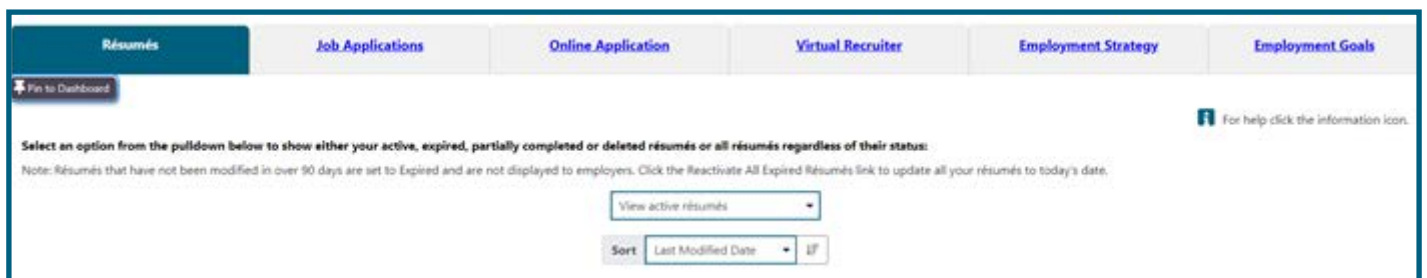 Résumés Job Applications Online Application Virtual Recruiter Employment Strategy Employment Goals
Pin to Dashboard
For help click the information icon.
Select an option from the pulldown below to show either your active, expired, partially completed or deleted résumés or all résumés regardless of their status:
Note: Résumés that have not been modified in over 90 days are set to Expired and are not displayed to employers. Click the Reactivate All Expired Résumés link to update all your résumés to today's date.
View active résumés
Sort Last Modified Date